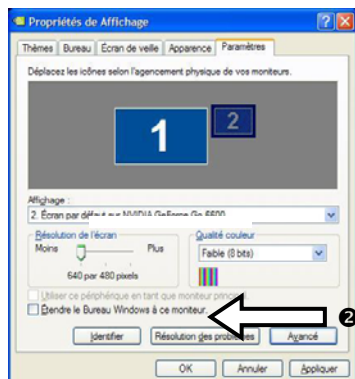 Propriétés de Affichage
Thèmes Bureau Écran de veille Apparence Paramètres
Déplacez les icônes selon l'agencement physique de vos moniteurs.
1
2
Affichage :
2. Écran par défaut sur NVIDIA GeForce Go 6600
Résolution de l'écran
Qualité couleur
Moins Plus
Faible (8 bits)
640 par 480 pixels
Utiliser ce périphérique en tant que moniteur principal.
Étendre le Bureau Windows à ce moniteur.
❷
Identifier Résolution des problèmes Avancé
OK Annuler Appliquer